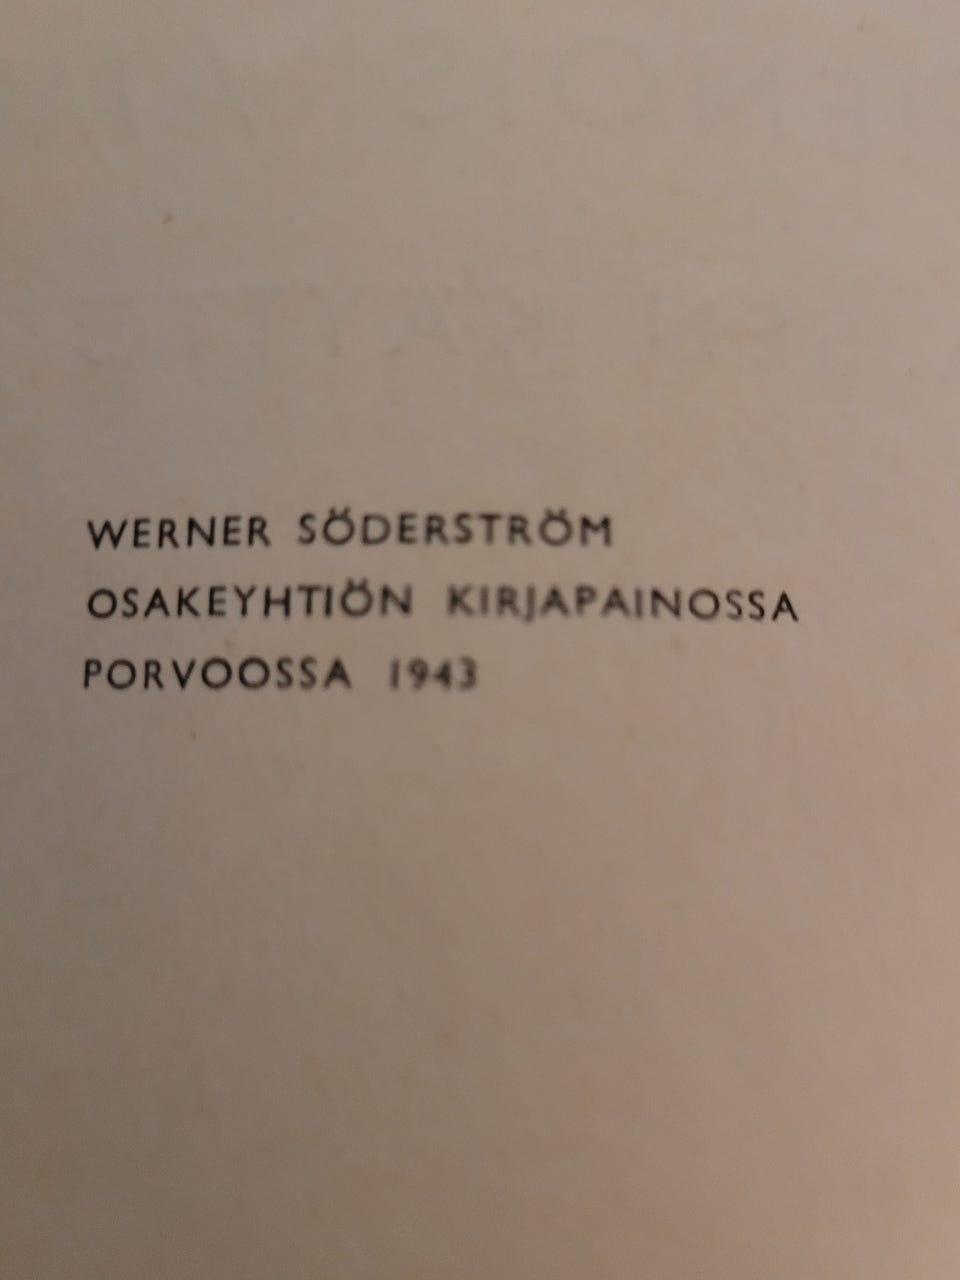 WERNER SÖDERSTRÖM
OSAKEYHTIÖN KIRJAPAINOSSA
PORVOOSSA 1943